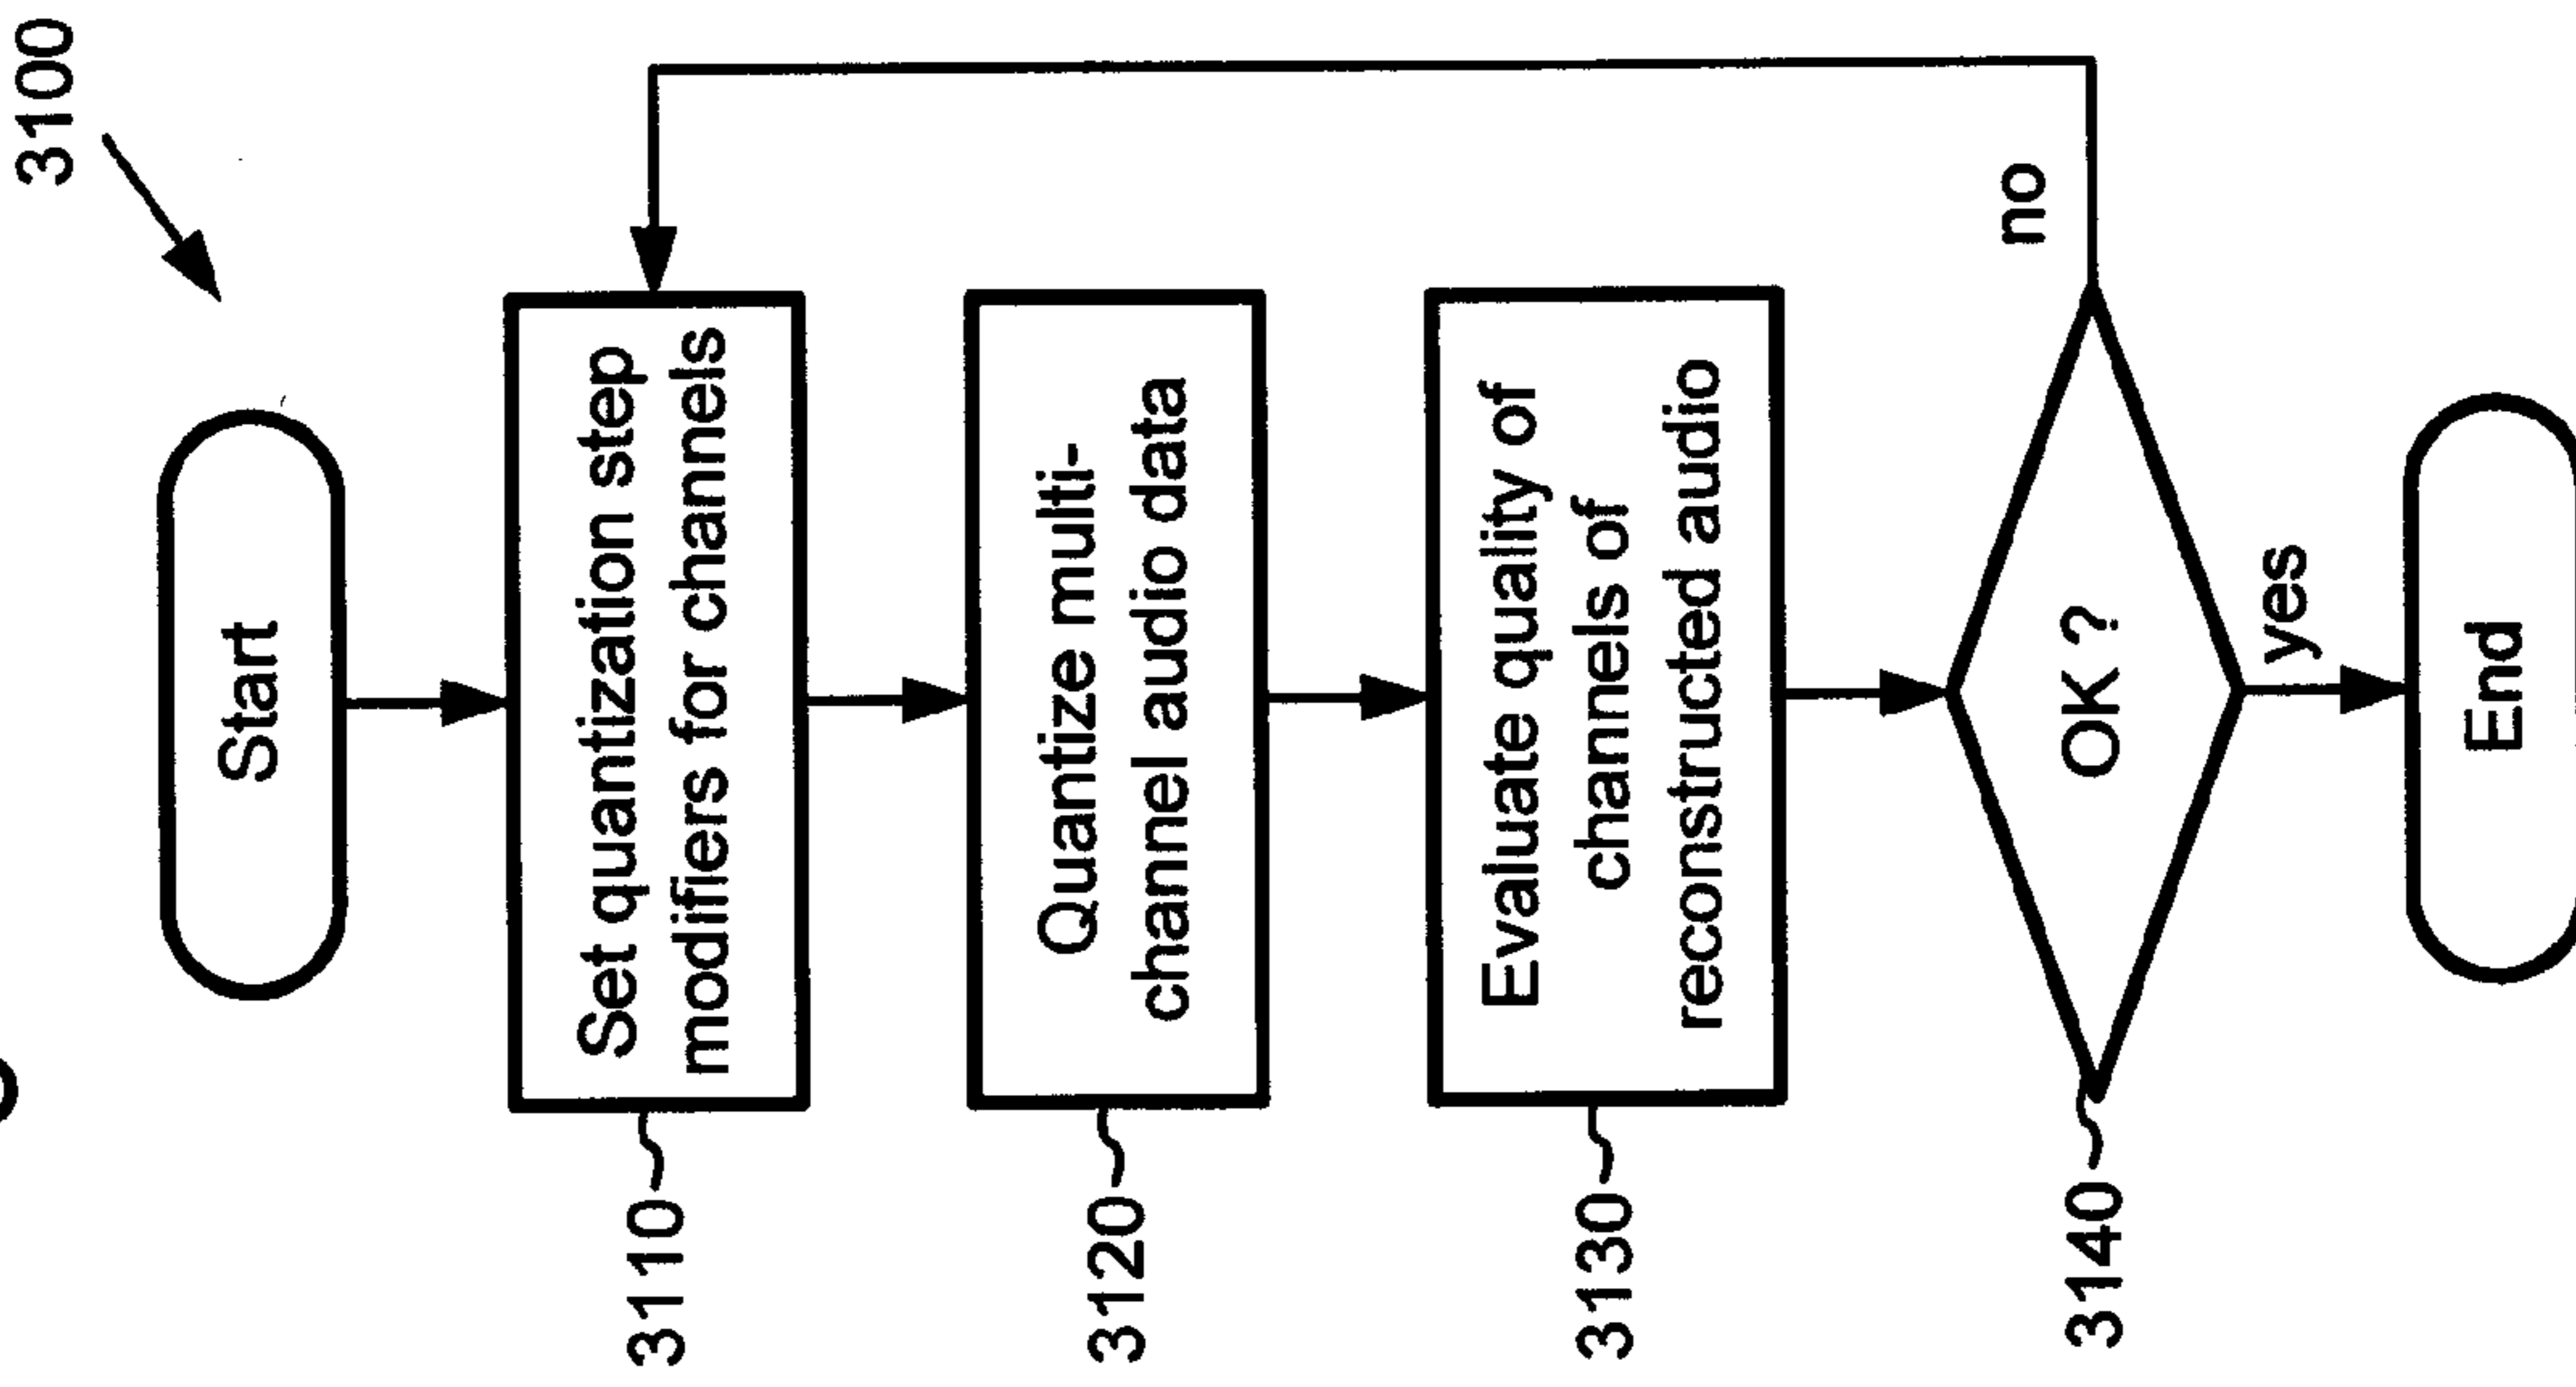 3100
Start
Set quantization step
modifiers for channels
3110
Quantize multi-
channel audio data
3120
Evaluate quality of
channels of
reconstructed audio
3130
OK ?
3140
no
yes
End